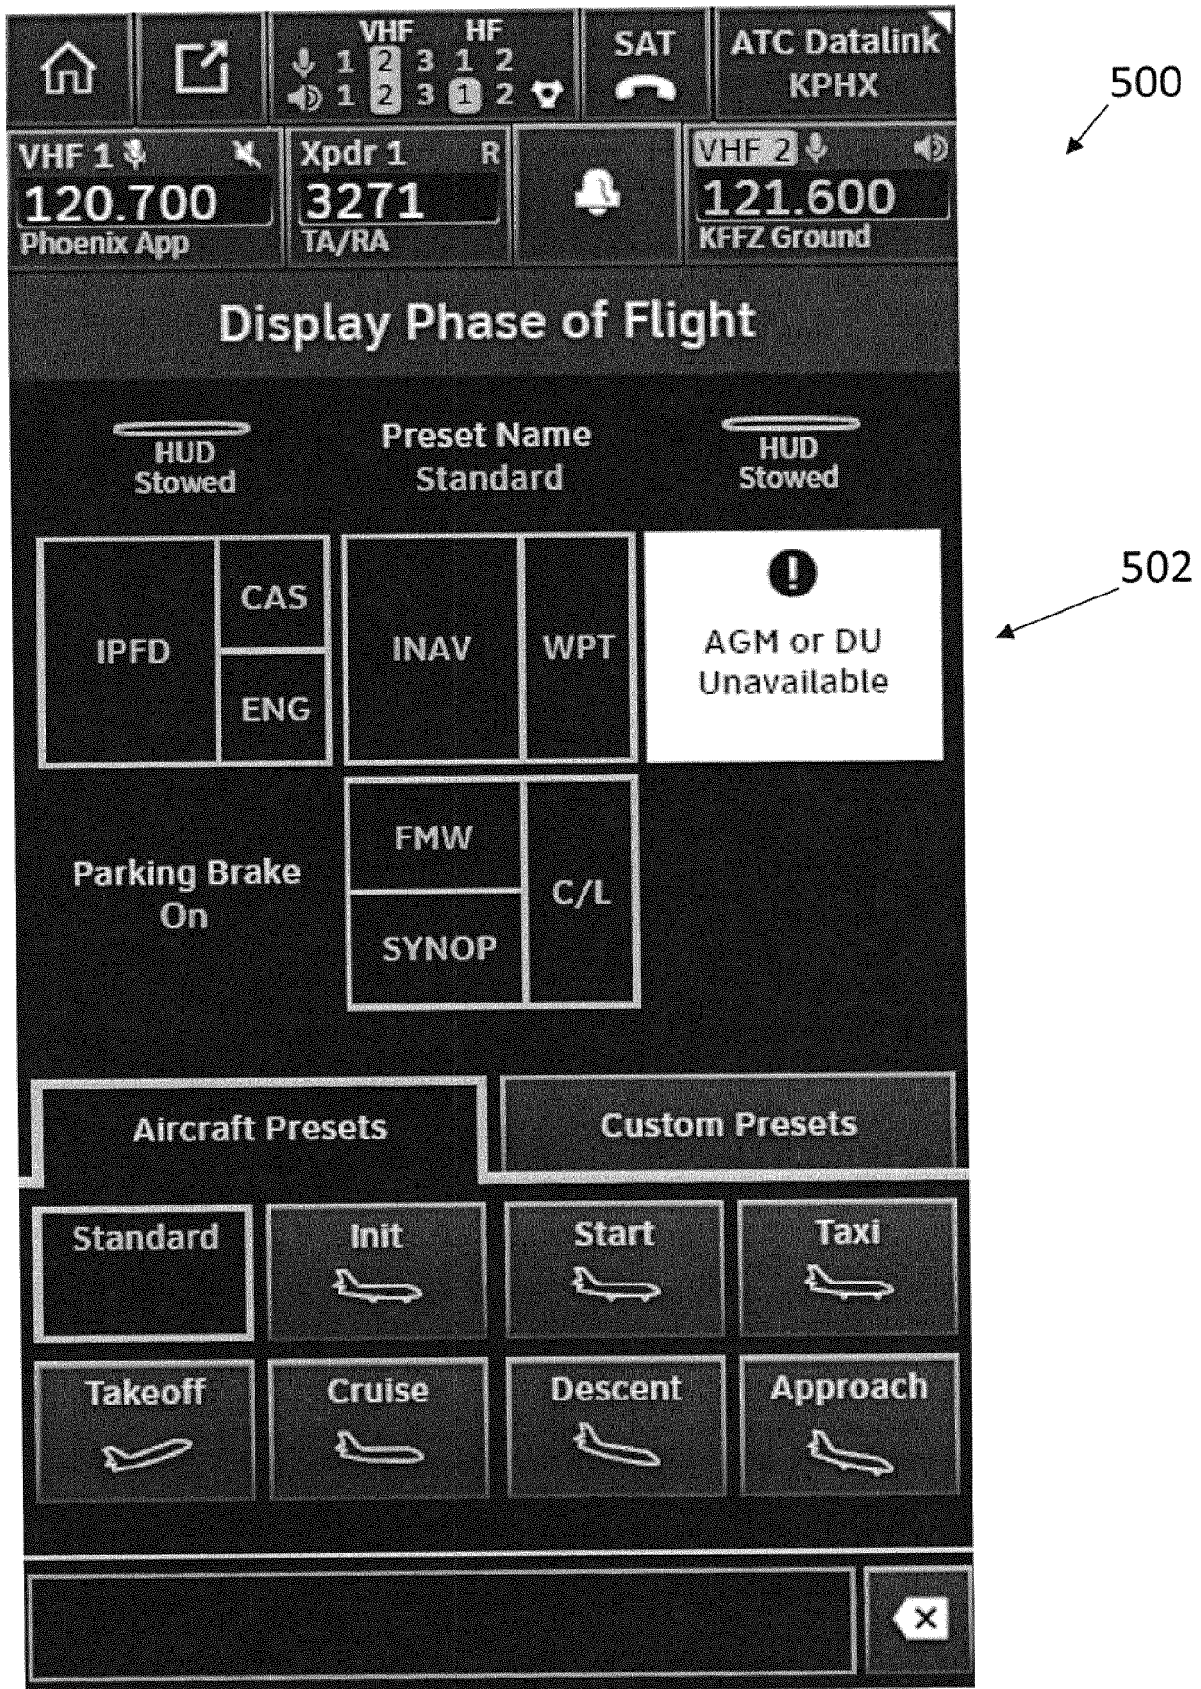 VHF HF
1 2 3 1 2
1 2 3 1 2
SAT
ATC Datalink
KPHX
500
VHF 1
120.700
Phoenix App
Xpdr 1 R
3271
TA/RA
VHF 2
121.600
KFFZ Ground
Display Phase of Flight
HUD
Stowed
Preset Name
Standard
HUD
Stowed
502
IPFD
CAS
ENG
INAV
WPT
!
AGM or DU
Unavailable
Parking Brake
On
FMW
SYNOP
C/L
Aircraft Presets
Custom Presets
Standard
Init
Start
Taxi
Takeoff
Cruise
Descent
Approach